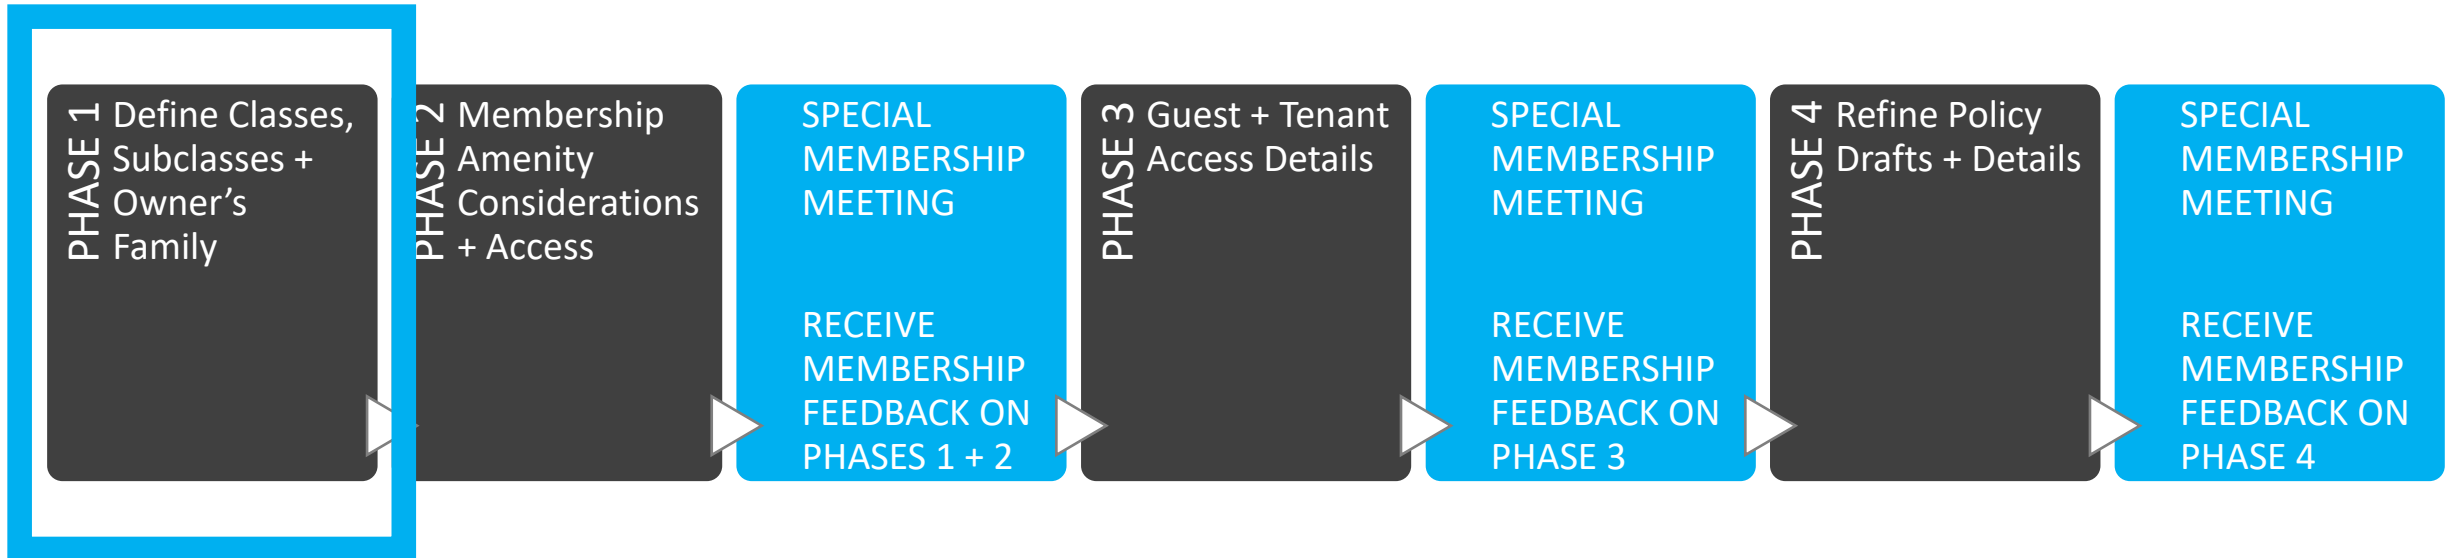 PHASE 1
Define Classes,
Subclasses +
Owner’s
Family
PHASE 2
Membership
Amenity
Considerations
+ Access
SPECIAL
MEMBERSHIP
MEETING
RECEIVE
MEMBERSHIP
FEEDBACK ON
PHASES 1 + 2
PHASE 3
Guest + Tenant
Access Details
SPECIAL
MEMBERSHIP
MEETING
RECEIVE
MEMBERSHIP
FEEDBACK ON
PHASE 3
PHASE 4
Refine Policy
Drafts + Details
SPECIAL
MEMBERSHIP
MEETING
RECEIVE
MEMBERSHIP
FEEDBACK ON
PHASE 4